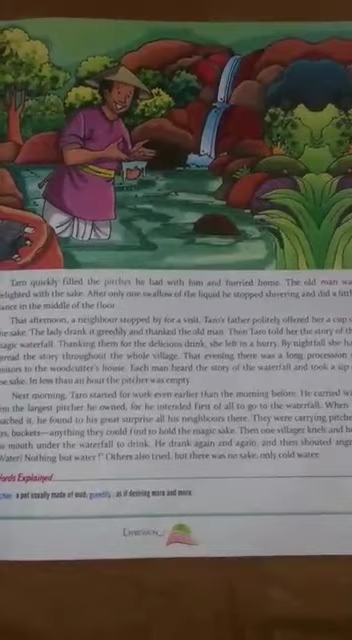 Taro quickly filled the pitcher he had with him and hurried home. The old man wa
elighted with the sake. After only one swallow of the liquid he stopped shivering and did a littl
ance in the middle of the floor.
That afternoon, a neighbour stopped by for a visit. Taro's father politely offered her a cup o
he sake. The lady drank it greedily and thanked the old man. Then Taro told her the story of th
magic waterfall. Thanking them for the delicious drink, she left in a hurry. By nightfall she ha
pread the story throughout the whole village. That evening there was a long procession
isitors to the woodcutter's house. Each man heard the story of the waterfall and took a sip
he sake. In less than an hour the pitcher was empty.
Next morning, Taro started for work even earlier than the morning before. He carried w
the largest pitcher he owned, for he intended first of all to go to the waterfall. When
ached it, he found to his great surprise all his neighbours there. They were carrying pitche
buckets—anything they could find to hold the magic sake. Then one villager knelt and h
mouth under the waterfall to drink. He drank again and again, and then shouted angr
Water! Nothing but water!" Others also tried, but there was no sake, only cold water.
ords Explained
a pot usually made of mud; greedily : as if desiring more and more